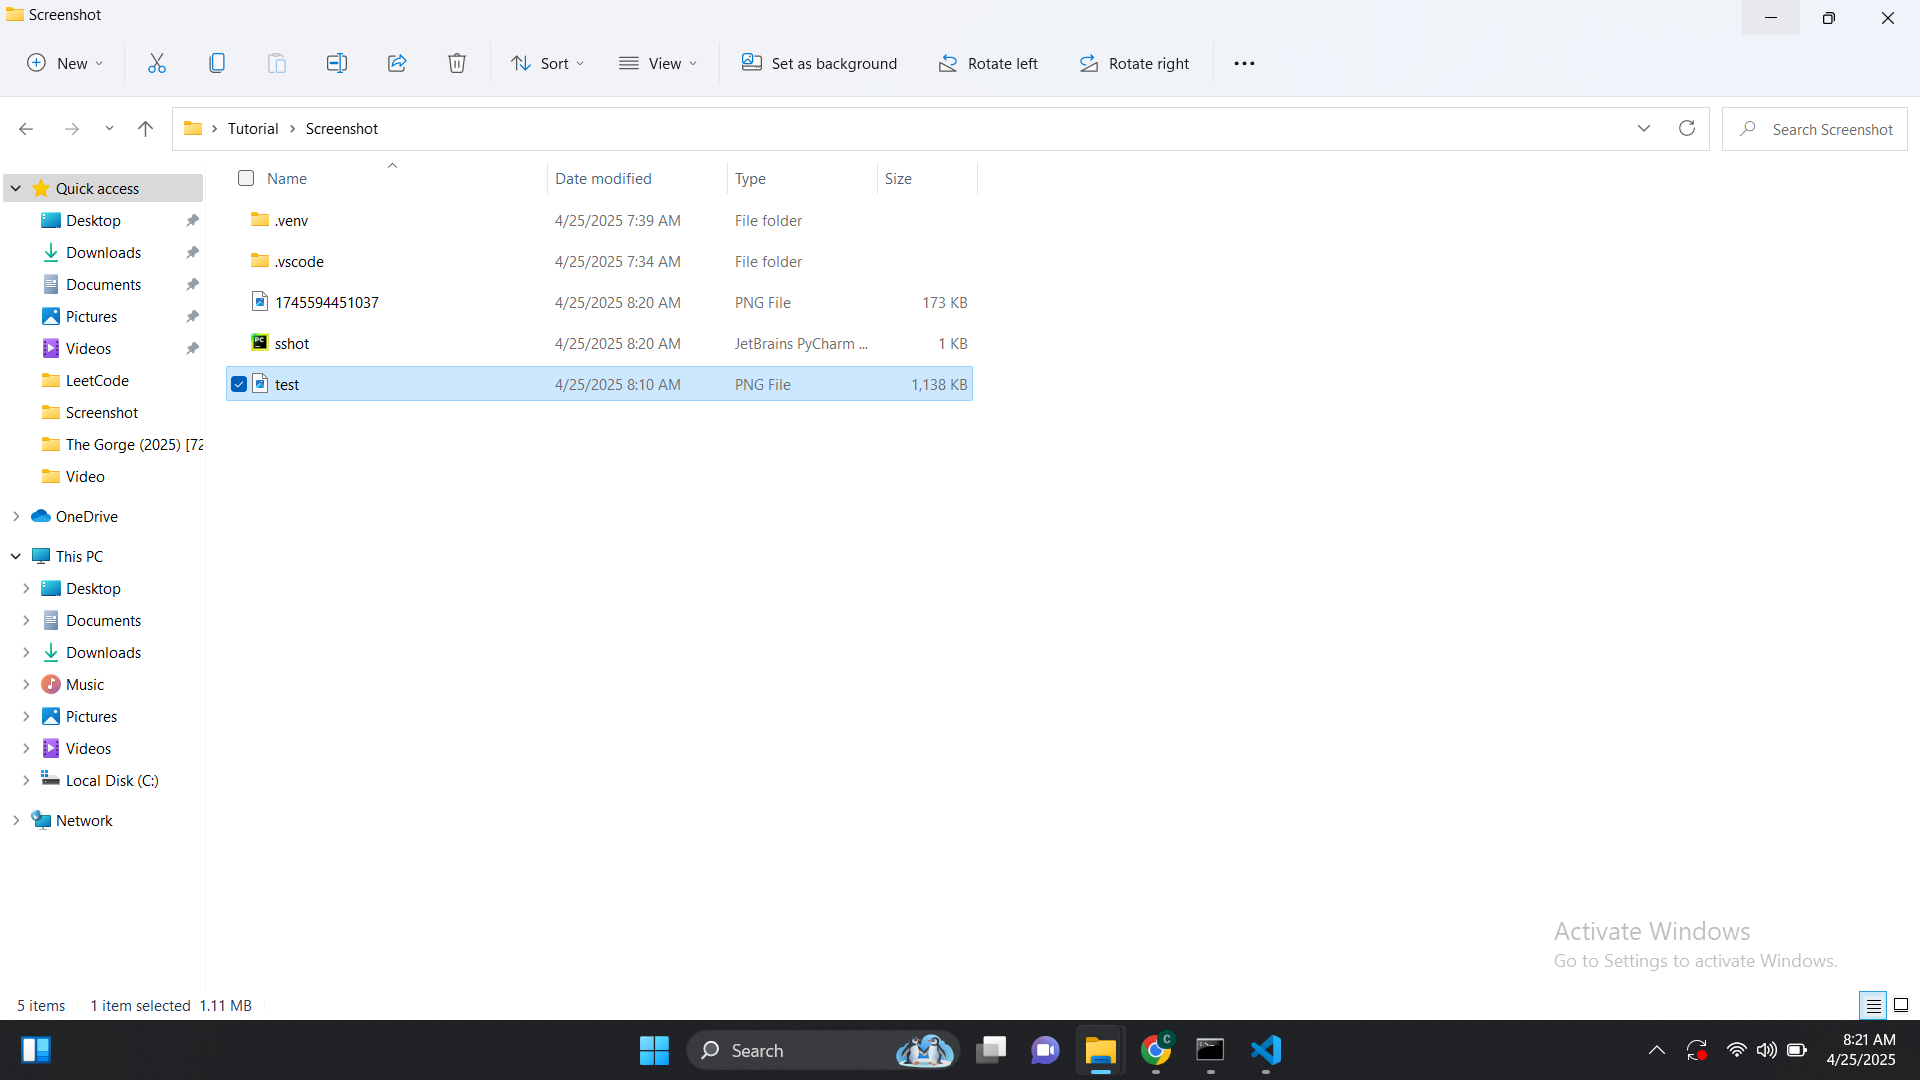 Screenshot
New
Sort
View
Set as background
Rotate left
Rotate right
Tutorial > Screenshot
Search Screenshot
Name Date modified Type Size
.venv 4/25/2025 7:39 AM File folder
.vscode 4/25/2025 7:34 AM File folder
1745594451037 4/25/2025 8:20 AM PNG File 173 KB
sshot 4/25/2025 8:20 AM JetBrains PyCharm ... 1 KB
test 4/25/2025 8:10 AM PNG File 1,138 KB
Quick access
Desktop
Downloads
Documents
Pictures
Videos
LeetCode
Screenshot
The Gorge (2025) [72
Video
OneDrive
This PC
Desktop
Documents
Downloads
Music
Pictures
Videos
Local Disk (C:)
Network
Activate Windows
Go to Settings to activate Windows.
5 items 1 item selected 1.11 MB
Search
PC
C
8:21 AM
4/25/2025